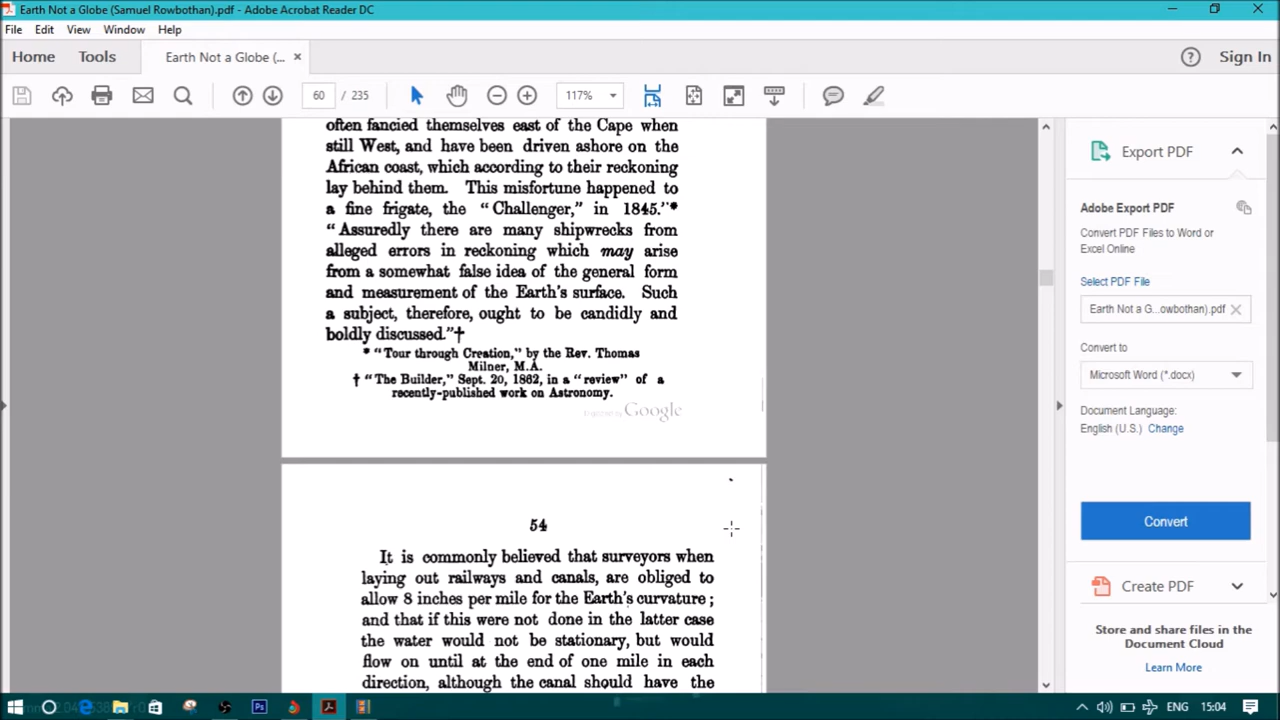 Earth Not a Globe (Samuel Rowbothan).pdf - Adobe Acrobat Reader DC
File Edit View Window Help
Home Tools Earth Not a Globe (... × Sign In
60 / 235 117%
often fancied themselves east of the Cape when
still West, and have been driven ashore on the
African coast, which according to their reckoning
lay behind them. This misfortune happened to
a fine frigate, the “Challenger,” in 1845.”*
“Assuredly there are many shipwrecks from
alleged errors in reckoning which may arise
from a somewhat false idea of the general form
and measurement of the Earth's surface. Such
a subject, therefore, ought to be candidly and
boldly discussed.”†
* “Tour through Creation,” by the Rev. Thomas
Milner, M.A.
† “The Builder,” Sept. 20, 1862, in a “review” of a
recently-published work on Astronomy.
Digitized by Google
54
It is commonly believed that surveyors when
laying out railways and canals, are obliged to
allow 8 inches per mile for the Earth's curvature;
and that if this were not done in the latter case
the water would not be stationary, but would
flow on until at the end of one mile in each
direction, although the canal should have the
Export PDF
Adobe Export PDF
Convert PDF Files to Word or
Excel Online
Select PDF File
Earth Not a G...owbothan).pdf
Convert to
Microsoft Word (*.docx)
Document Language:
English (U.S.) Change
Convert
Create PDF
Store and share files in the
Document Cloud
Learn More
ENG 15:04